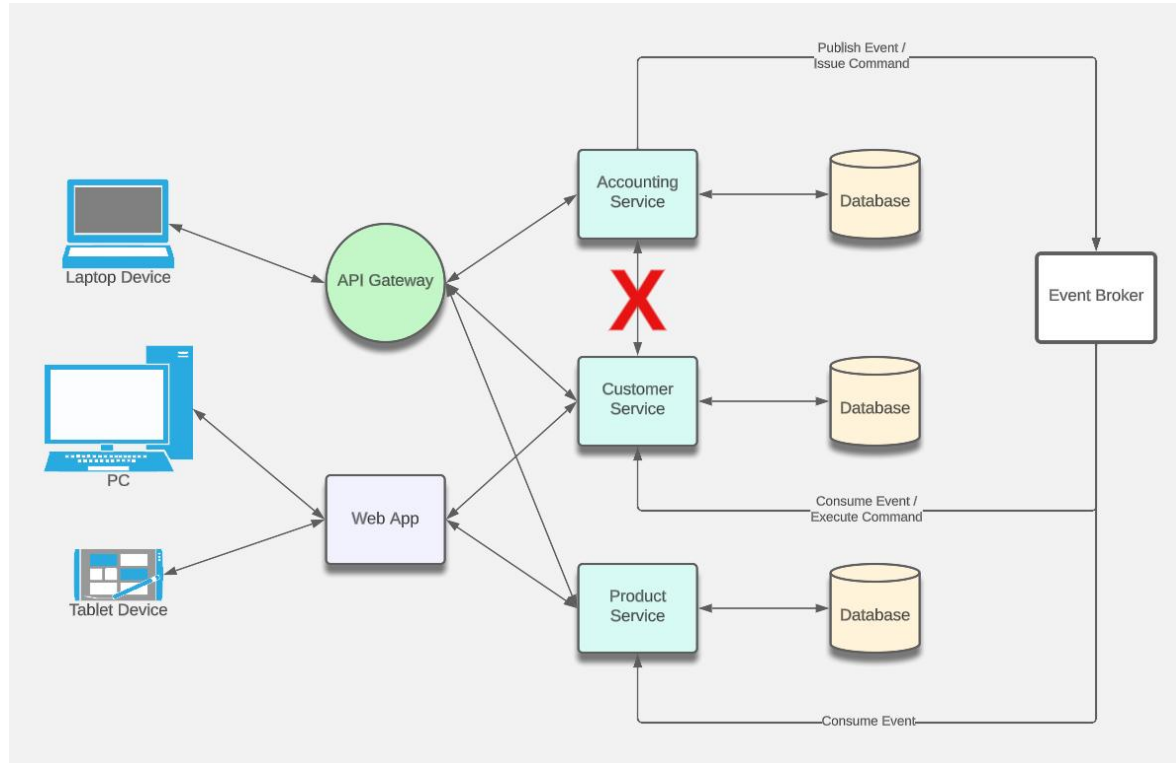 Publish Event /
Issue Command
Accounting
Service
Database
Laptop Device
API Gateway
Event Broker
X
Customer
Service
Database
PC
Web App
Consume Event /
Execute Command
Product
Service
Database
Tablet Device
Consume Event